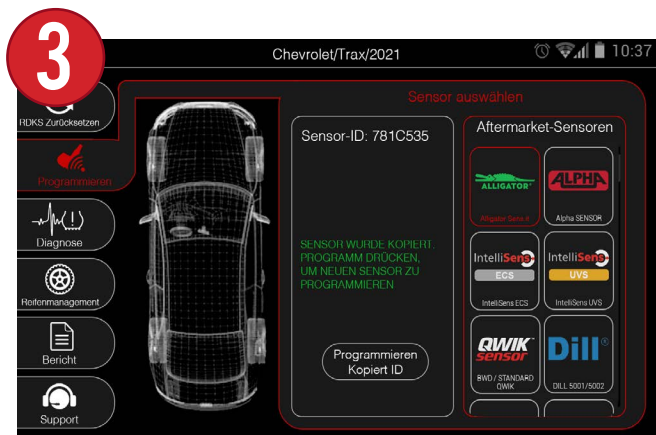 3
Chevrolet/Trax/2021
10:37
RDKS Zurücksetzen
Programmieren
Diagnose
Reifenmanagement
Bericht
Support
Sensor auswählen
Sensor-ID: 781C535
SENSOR WURDE KOPIERT.
PROGRAMM DRÜCKEN,
UM NEUEN SENSOR ZU
PROGRAMMIEREN
Programmieren
Kopiert ID
Aftermarket-Sensoren
ALLIGATOR®
Alligator Sens.it
ALPHA
Alpha SENSOR
IntelliSens
ECS
IntelliSens ECS
IntelliSens
UVS
IntelliSens UVS
QWIK
sensor
BWD / STANDARD
QWIK
Dill®
DILL 5001/5002